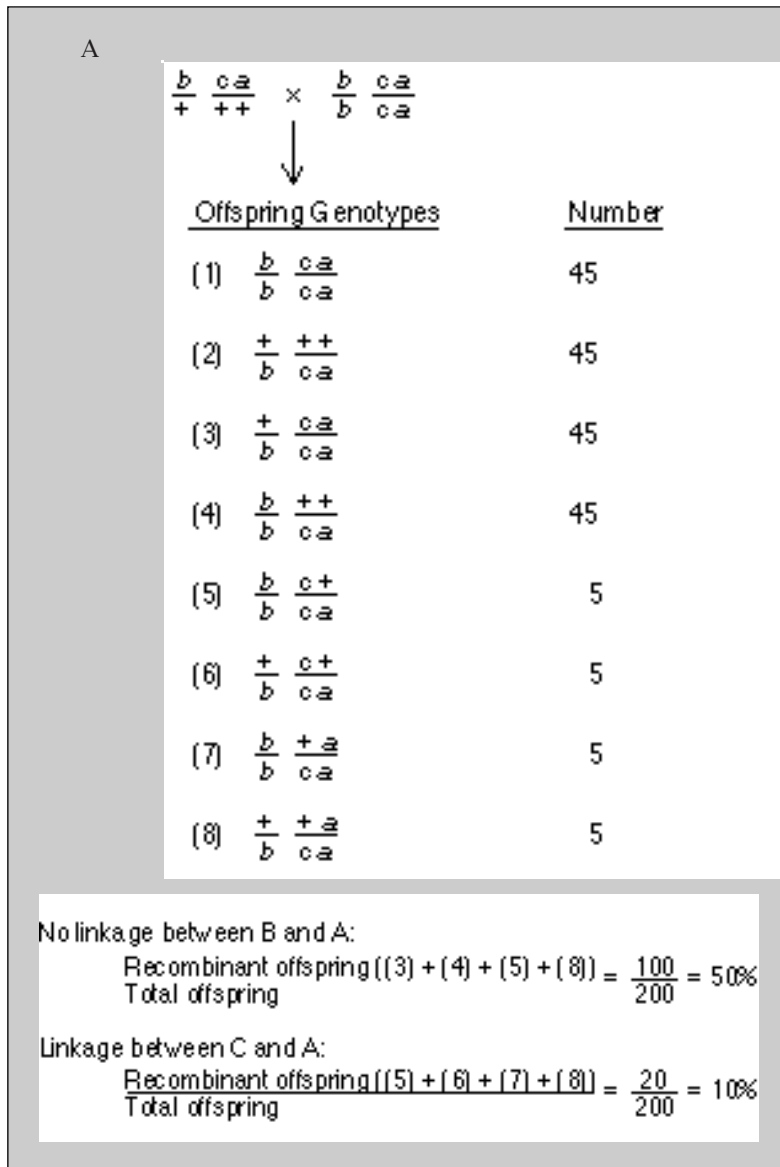 A
b ca × b ca
+ ++ b ca
Offspring Genotypes Number
(1) b ca 45
b ca
(2) + ++ 45
b ca
(3) + ca 45
b ca
(4) b ++ 45
b ca
(5) b c+ 5
b ca
(6) + c+ 5
b ca
(7) b +a 5
b ca
(8) + +a 5
b ca
No linkage between B and A:
Recombinant offspring ((3) + (4) + (5) + (8)) = 100 = 50%
Total offspring 200
Linkage between C and A:
Recombinant offspring ((5) + (6) + (7) + (8)) = 20 = 10%
Total offspring 200